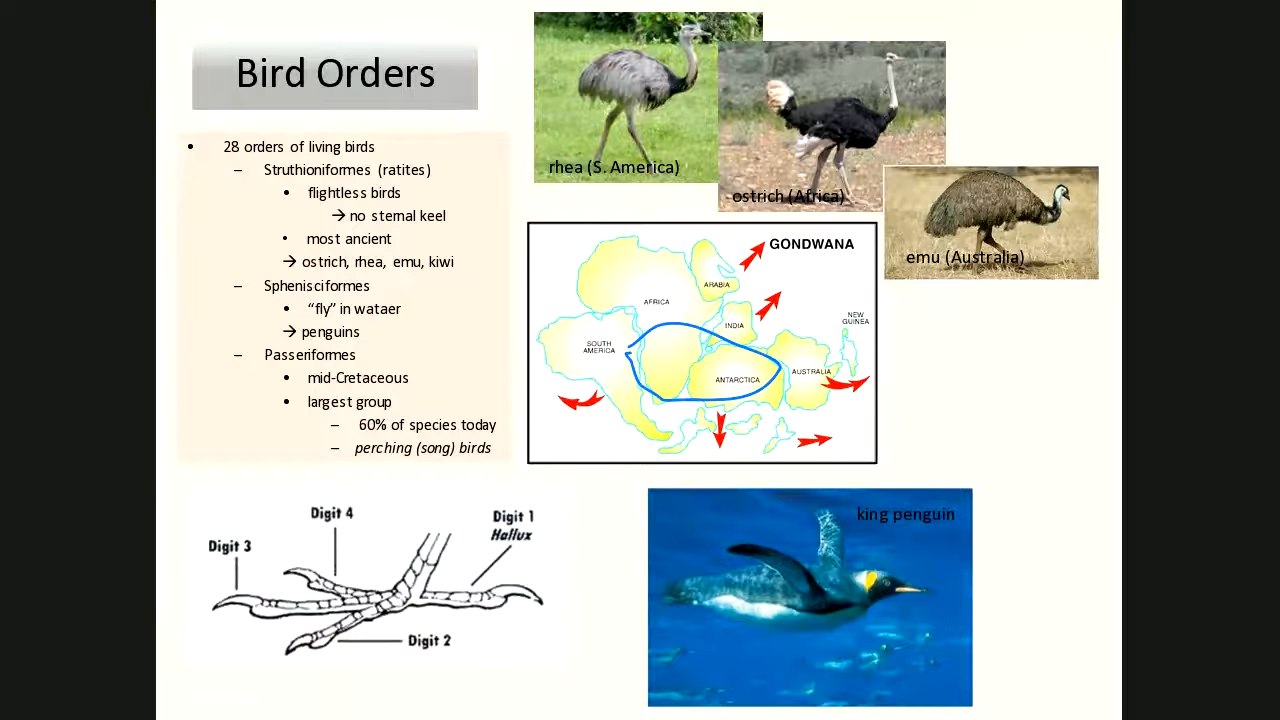 Bird Orders
• 28 orders of living birds
– Struthioniformes (ratites)
• flightless birds
→ no sternal keel
• most ancient
→ ostrich, rhea, emu, kiwi
– Sphenisciformes
• “fly” in wataer
→ penguins
– Passeriformes
• mid-Cretaceous
• largest group
– 60% of species today
– perching (song) birds
rhea (S. America)
ostrich (Africa)
emu (Australia)
GONDWANA
ARABIA
AFRICA
INDIA
NEW
GUINEA
SOUTH
AMERICA
ANTARCTICA
AUSTRALIA
Digit 4
Digit 1
Hallux
Digit 3
Digit 2
king penguin